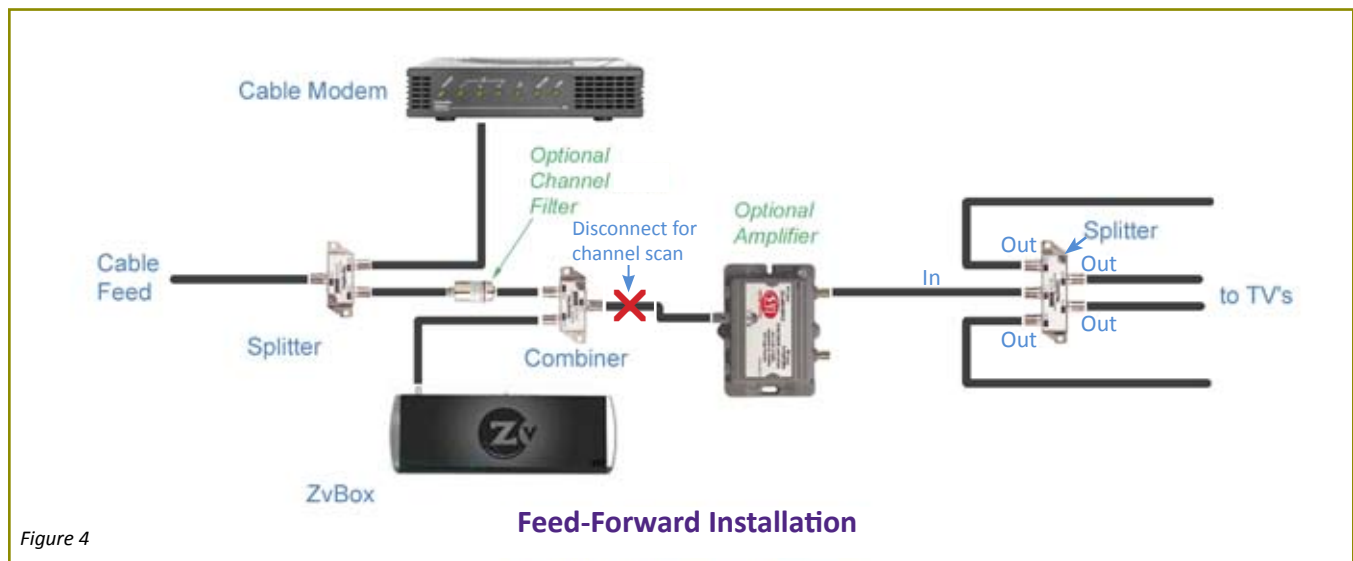 Cable Modem
Optional
Channel
Filter
Disconnect for
channel scan
Optional
Amplifier
Cable
Feed
Splitter
Combiner
Zv
ZvBox
In
Out
Splitter
Out
Out
Out
to TV's
Feed-Forward Installation
Figure 4